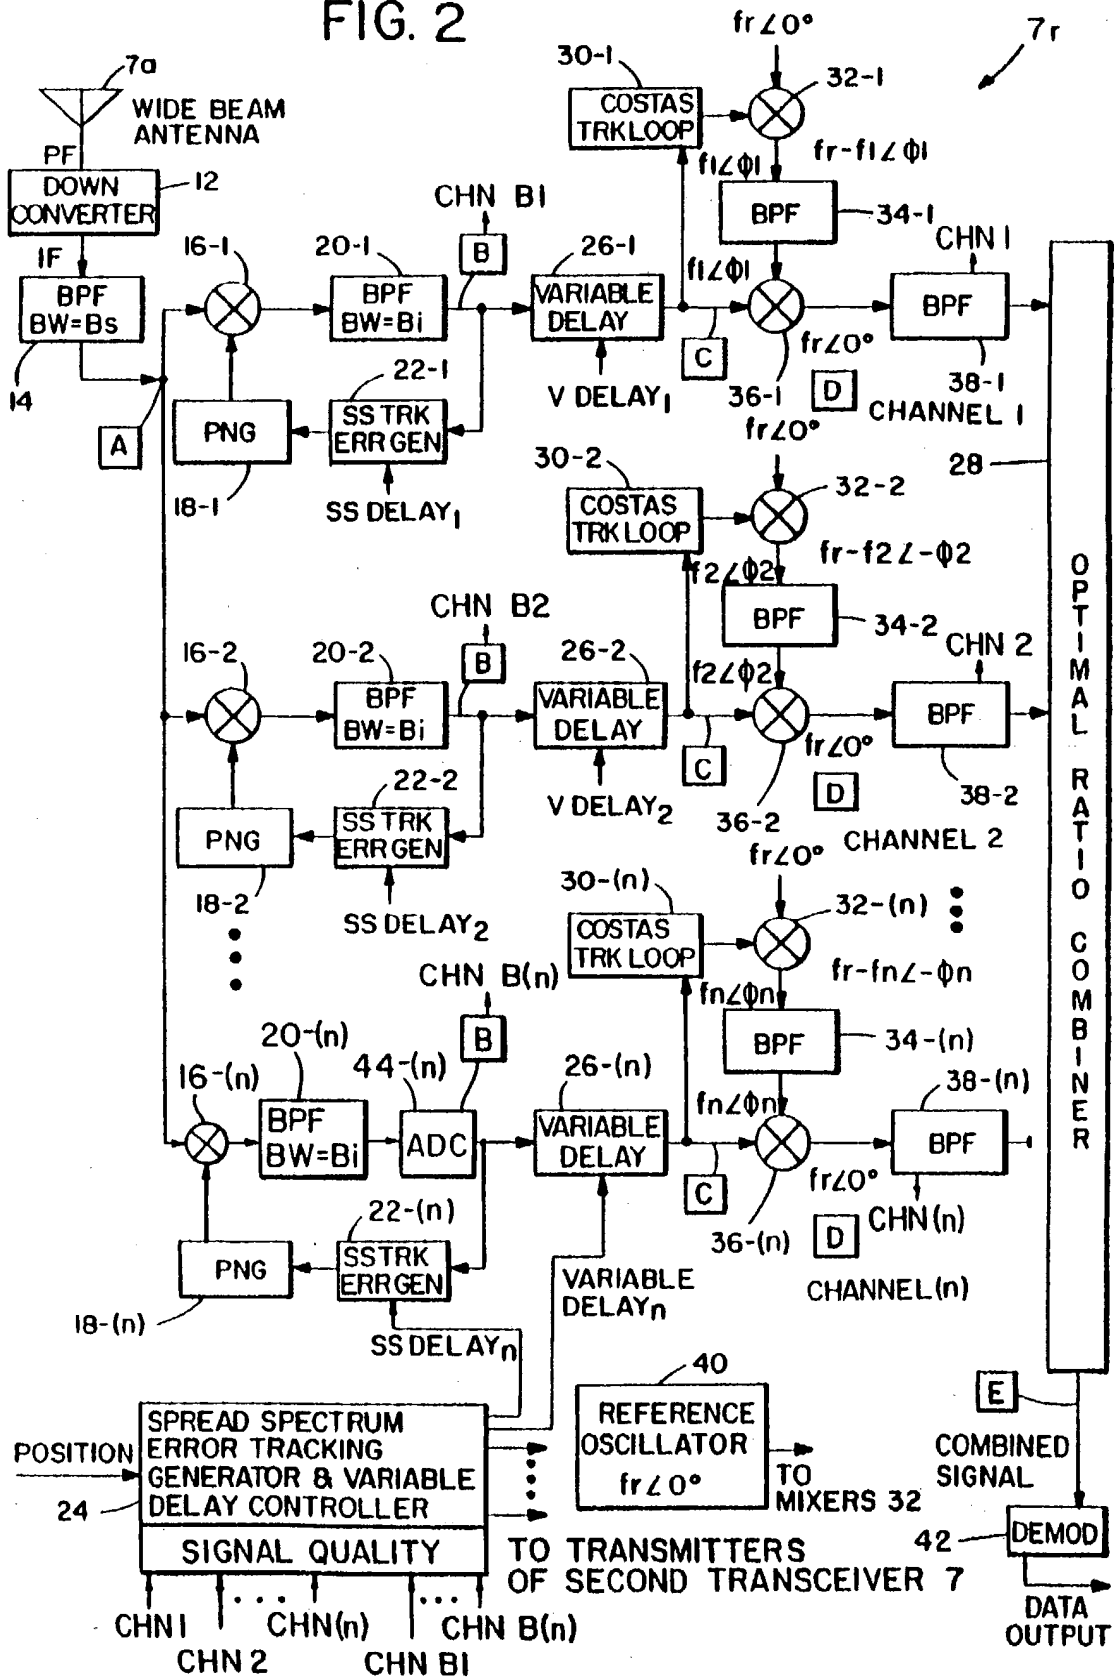 FIG. 2
7a
WIDE BEAM
ANTENNA
PF
DOWN
CONVERTER
12
IF
BPF
BW=Bs
14
A
16-1
20-1
BPF
BW=Bi
CHN B1
B
22-1
SS TRK
ERR GEN
PNG
18-1
SS DELAY1
26-1
VARIABLE
DELAY
V DELAY1
30-1
COSTAS
TRK LOOP
fr∠0°
32-1
7r
f1∠ϕ1
fr-f1∠ϕ1
BPF
34-1
f1∠ϕ1
C
36-1
fr∠0°
D
CHN 1
BPF
38-1
CHANNEL 1
28
OPTIMAL RATIO COMBINER
16-2
20-2
BPF
BW=Bi
CHN B2
B
22-2
SS TRK
ERR GEN
PNG
18-2
SS DELAY2
26-2
VARIABLE
DELAY
V DELAY2
30-2
COSTAS
TRK LOOP
fr∠0°
32-2
f2∠ϕ2
fr-f2∠-ϕ2
BPF
34-2
f2∠ϕ2
C
36-2
fr∠0°
D
CHN 2
BPF
38-2
CHANNEL 2
16-(n)
20-(n)
BPF
BW=Bi
44-(n)
ADC
CHN B(n)
B
22-(n)
SS TRK
ERR GEN
PNG
18-(n)
SS DELAYn
26-(n)
VARIABLE
DELAY
VARIABLE
DELAYn
30-(n)
COSTAS
TRK LOOP
fr∠0°
32-(n)
fn∠ϕn
fr-fn∠-ϕn
BPF
34-(n)
fn∠ϕn
C
36-(n)
fr∠0°
D
38-(n)
BPF
CHN(n)
CHANNEL(n)
POSITION
24
SPREAD SPECTRUM
ERROR TRACKING
GENERATOR & VARIABLE
DELAY CONTROLLER
SIGNAL QUALITY
CHN 1
CHN 2
CHN(n)
CHN B1
CHN B(n)
TO TRANSMITTERS
OF SECOND TRANSCEIVER 7
40
REFERENCE
OSCILLATOR
fr∠0°
TO
MIXERS 32
E
COMBINED
SIGNAL
42
DEMOD
DATA
OUTPUT